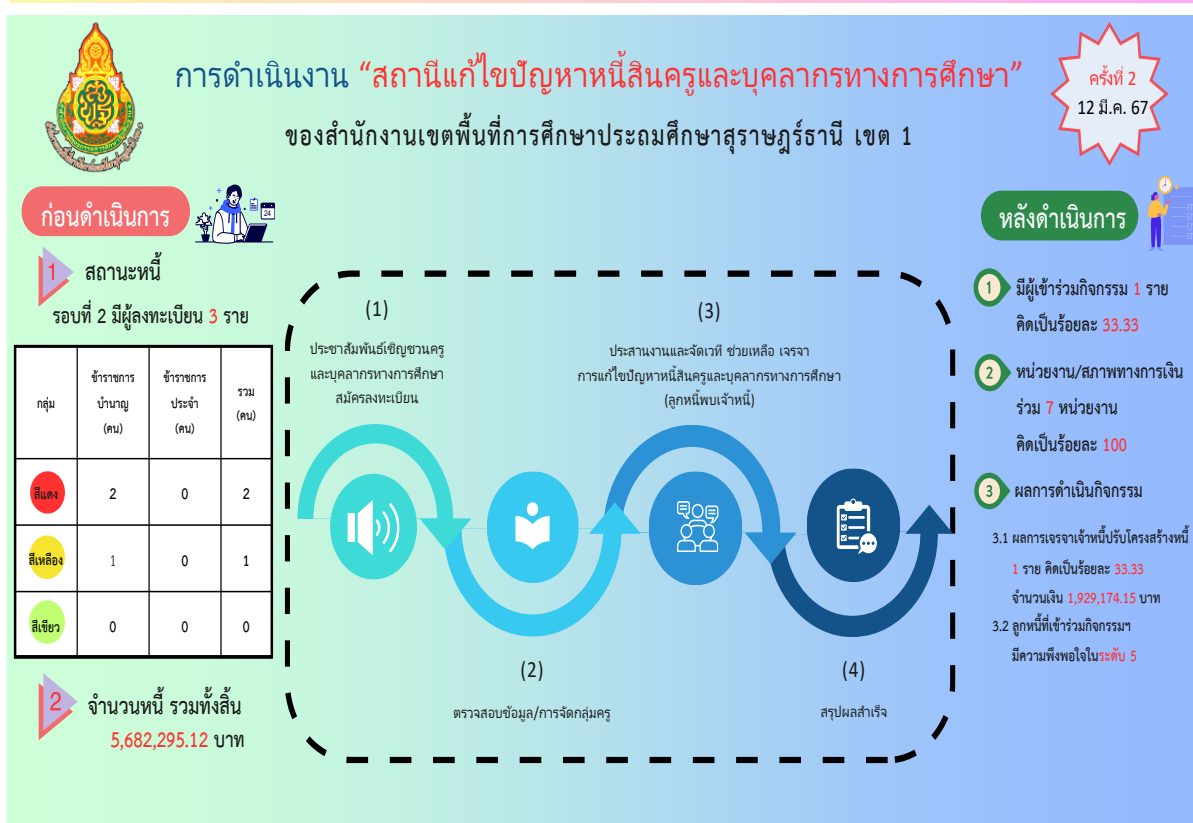 การดำเนินงาน “สถานีแก้ไขปัญหาหนี้สินครูและบุคลากรทางการศึกษา”
ของสำนักงานเขตพื้นที่การศึกษาประถมศึกษาสุราษฎร์ธานี เขต 1
ครั้งที่ 2
12 มี.ค. 67
ก่อนดำเนินการ
24
1 สถานะหนี้
รอบที่ 2 มีผู้ลงทะเบียน 3 ราย
กลุ่ม ข้าราชการบำนาญ (คน) ข้าราชการประจำ (คน) รวม (คน)
สีแดง 2 0 2
สีเหลือง 1 0 1
สีเขียว 0 0 0
2 จำนวนหนี้ รวมทั้งสิ้น
5,682,295.12 บาท
(1)
ประชาสัมพันธ์เชิญชวนครู
และบุคลากรทางการศึกษา
สมัครลงทะเบียน
(2)
ตรวจสอบข้อมูล/การจัดกลุ่มครู
(3)
ประสานงานและจัดเวที ช่วยเหลือ เจรจา
การแก้ไขปัญหาหนี้สินครูและบุคลากรทางการศึกษา
(ลูกหนี้พบเจ้าหนี้)
(4)
สรุปผลสำเร็จ
หลังดำเนินการ
1 มีผู้เข้าร่วมกิจกรรม 1 ราย
คิดเป็นร้อยละ 33.33
2 หน่วยงาน/สภาพทางการเงิน
ร่วม 7 หน่วยงาน
คิดเป็นร้อยละ 100
3 ผลการดำเนินกิจกรรม
3.1 ผลการเจรจาเจ้าหนี้ปรับโครงสร้างหนี้
1 ราย คิดเป็นร้อยละ 33.33
จำนวนเงิน 1,929,174.15 บาท
3.2 ลูกหนี้ที่เข้าร่วมกิจกรรมฯ
มีความพึงพอใจในระดับ 5